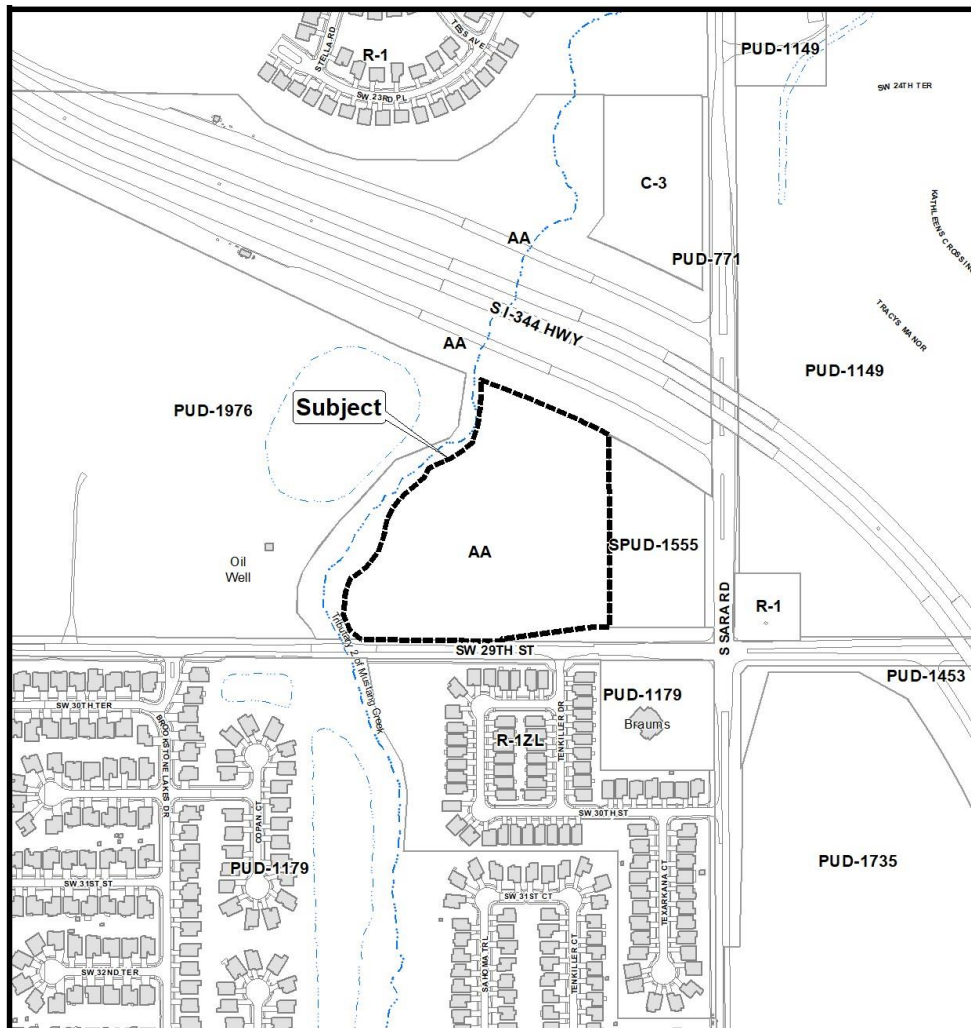 TESS AVE
STELLA RD
R-1
SW 23RD PL
PUD-1149
SW 24TH TER
C-3
KATHLEENS CROSSING
AA
PUD-771
S I-344 HWY
TRACYS MANOR
AA
PUD-1149
PUD-1976
Subject
Oil
Well
AA
SPUD-1555
S SARA RD
R-1
Tributary 2 of Mustang Creek
SW 29TH ST
PUD-1453
PUD-1179
Braums
SW 30TH TER
BROOKSTONE LAKES DR
R-1ZL
TENKILLER DR
COPAN CT
SW 30TH ST
PUD-1179
PUD-1735
SW 31ST ST
SW 31ST CT
TEXARKANA CT
SAHOMA TRL
TENKILLER CT
SW 32ND TER